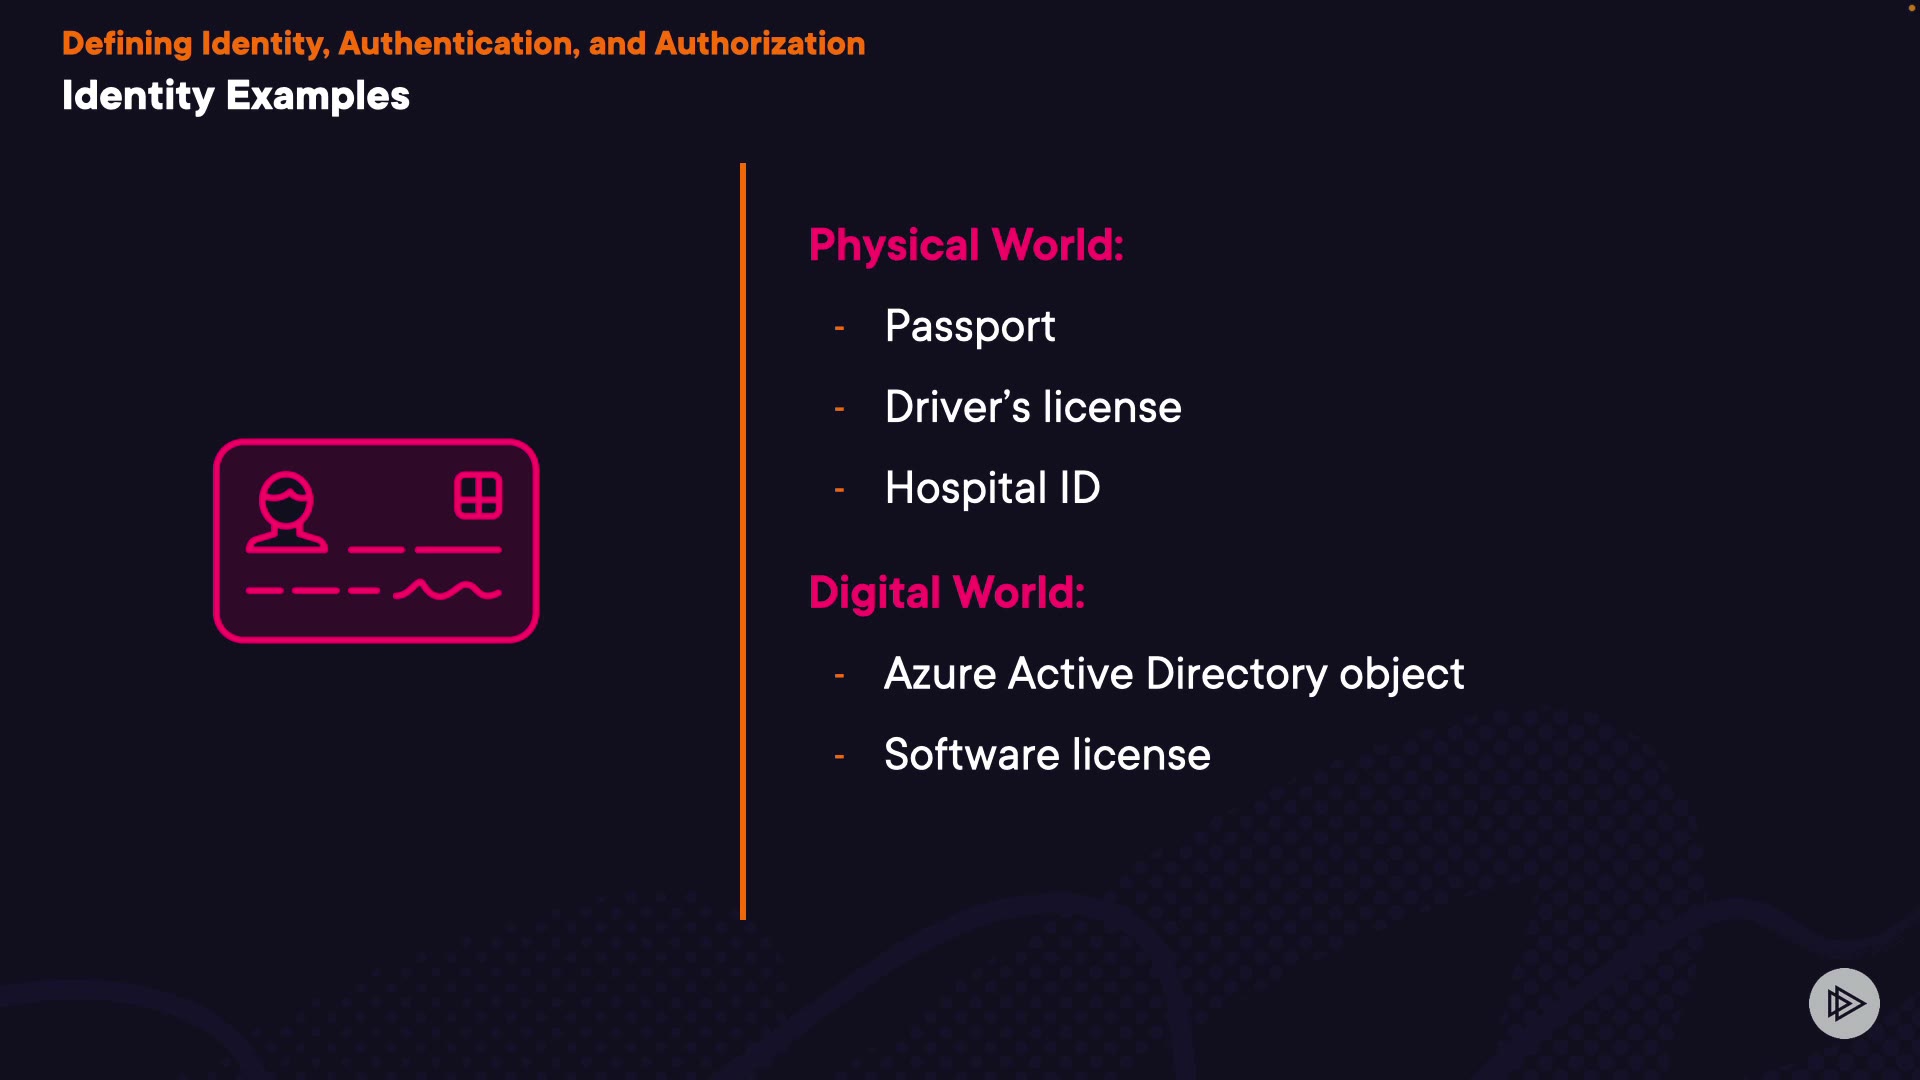 Defining Identity, Authentication, and Authorization
Identity Examples
Physical World:
- Passport
- Driver’s license
- Hospital ID
Digital World:
- Azure Active Directory object
- Software license